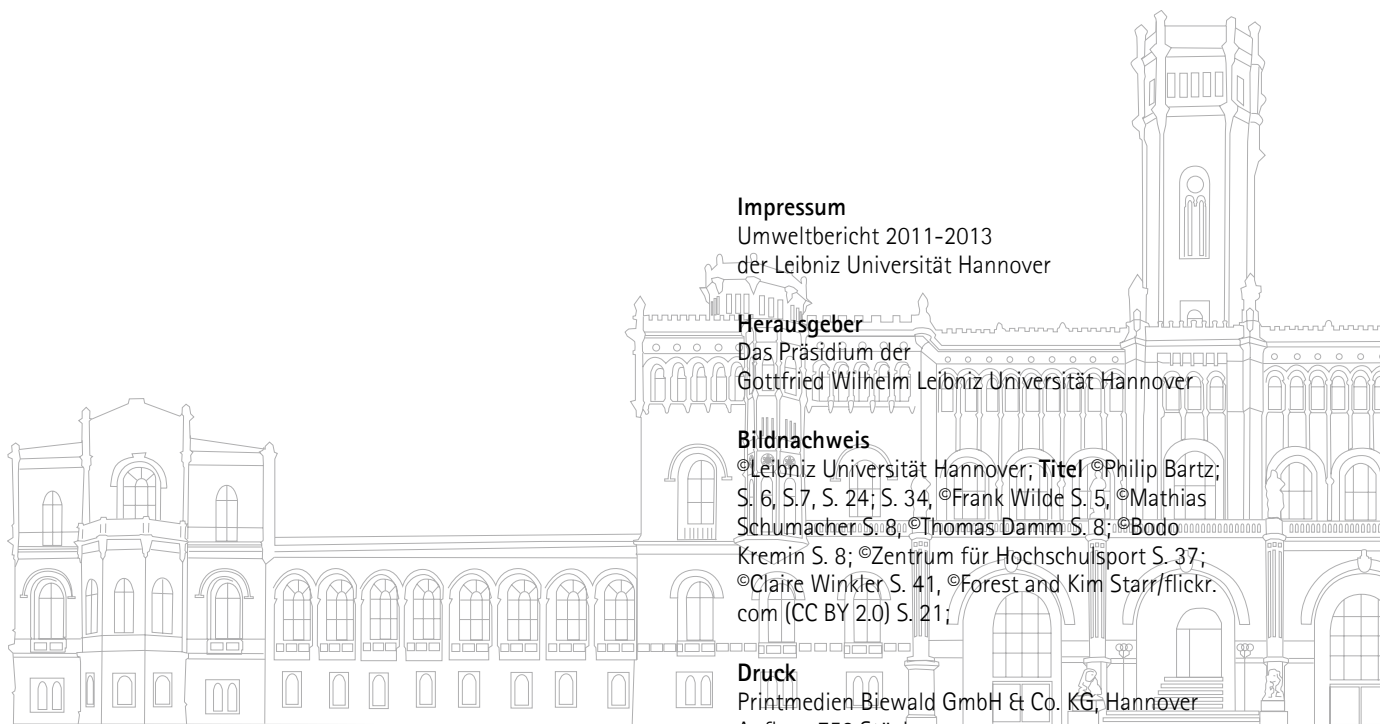 Impressum
Umweltbericht 2011-2013
der Leibniz Universität Hannover
Herausgeber
Das Präsidium der
Gottfried Wilhelm Leibniz Universität Hannover
Bildnachweis
©Leibniz Universität Hannover; Titel ©Philip Bartz;
S. 6, S.7, S. 24; S. 34, ©Frank Wilde S. 5, ©Mathias
Schumacher S. 8, ©Thomas Damm S. 8; ©Bodo
Kremin S. 8; ©Zentrum für Hochschulsport S. 37;
©Claire Winkler S. 41, ©Forest and Kim Starr/flickr.
com (CC BY 2.0) S. 21;
Druck
Printmedien Biewald GmbH & Co. KG, Hannover